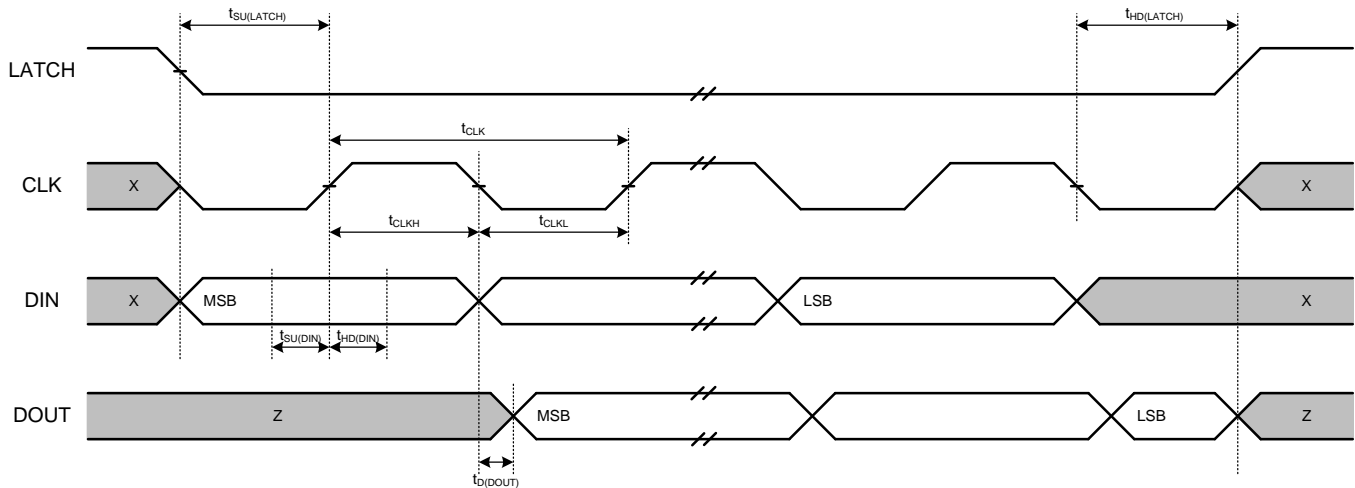 tSU(LATCH) tHD(LATCH)
LATCH
tCLK
CLK X X
tCLKH tCLKL
DIN X MSB LSB X
tSU(DIN) tHD(DIN)
DOUT Z MSB LSB Z
tD(DOUT)